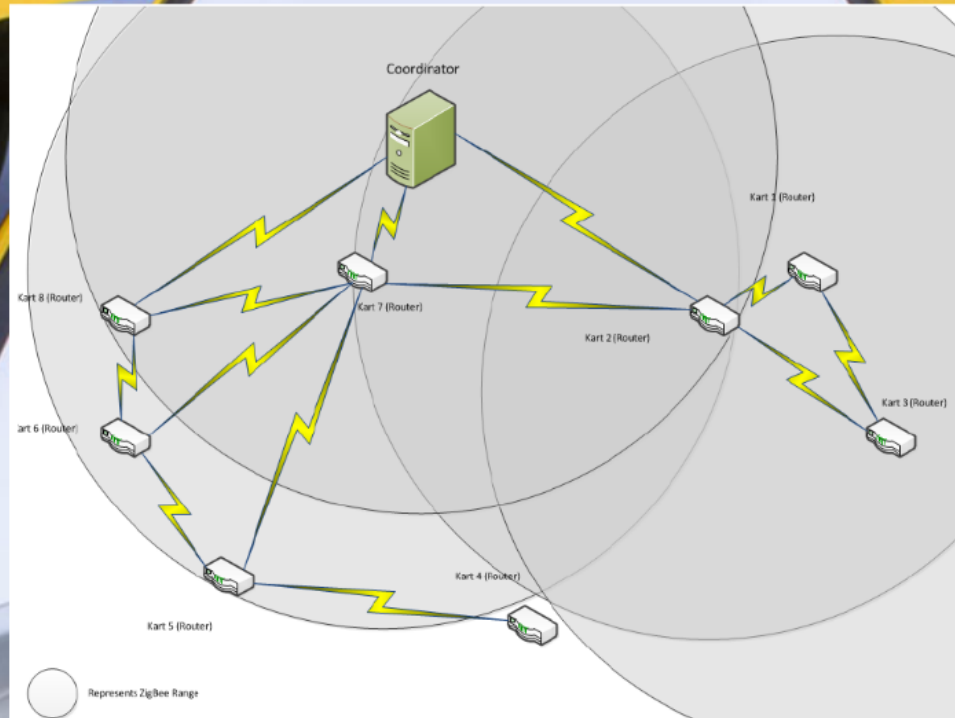 Coordinator
Kart 1 (Router)
Kart 8 (Router)
Kart 7 (Router)
Kart 2 (Router)
Kart 3 (Router)
art 6 (Router)
Kart 4 (Router)
Kart 5 (Router)
Represents ZigBee Range